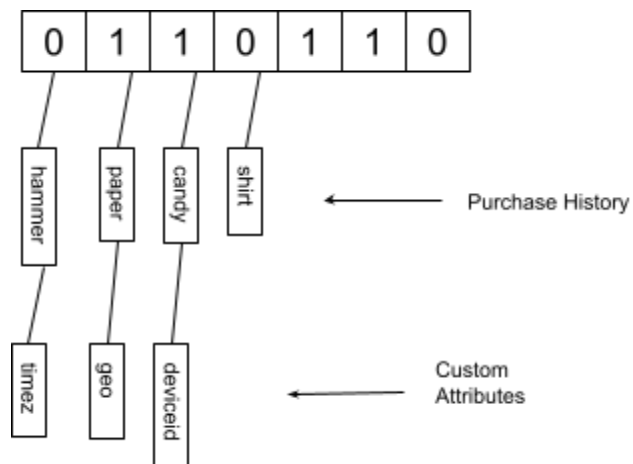 0 1 1 0 1 1 0
hammer
paper
candy
shirt
Purchase History
timez
geo
deviceid
Custom
Attributes